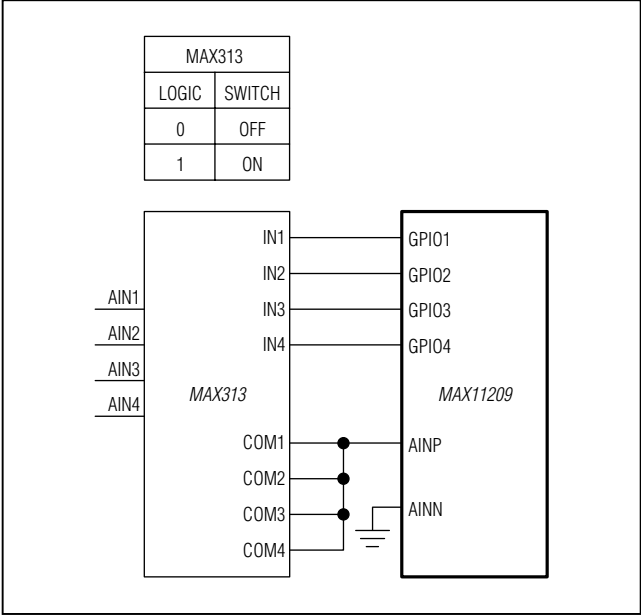 MAX313
LOGIC SWITCH
0 OFF
1 ON
IN1 GPIO1
IN2 GPIO2
AIN1 IN3 GPIO3
AIN2 IN4 GPIO4
AIN3
AIN4 MAX313 MAX11209
COM1 AINP
COM2
COM3 AINN
COM4